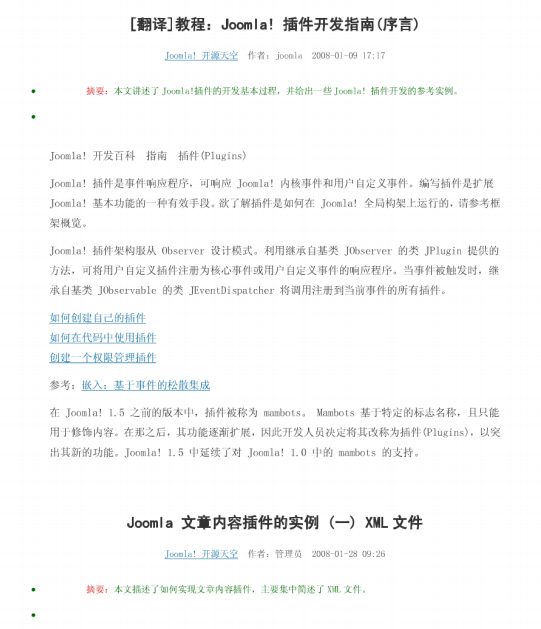 [翻译]教程：Joomla! 插件开发指南(序言)
Joomla! 开源天空 作者：joomla 2008-01-09 17:17
摘要：本文讲述了Joomla!插件的开发基本过程，并给出一些Joomla! 插件开发的参考实例。
Joomla! 开发百科 指南 插件(Plugins)
Joomla! 插件是事件响应程序，可响应 Joomla! 内核事件和用户自定义事件。编写插件是扩展
Joomla! 基本功能的一种有效手段。欲了解插件是如何在 Joomla! 全局构架上运行的，请参考框
架概览。
Joomla! 插件架构服从 Observer 设计模式。利用继承自基类 JObserver 的类 JPlugin 提供的
方法，可将用户自定义插件注册为核心事件或用户自定义事件的响应程序。当事件被触发时，继
承自基类 JObservable 的类 JEventDispatcher 将调用注册到当前事件的所有插件。
如何创建自己的插件
如何在代码中使用插件
创建一个权限管理插件
参考：嵌入：基于事件的松散集成
在 Joomla! 1.5 之前的版本中，插件被称为 mambots。 Mambots 基于特定的标志名称，且只能
用于修饰内容。在那之后，其功能逐渐扩展，因此开发人员决定将其改称为插件(Plugins)，以突
出其新的功能。Joomla! 1.5 中延续了对 Joomla! 1.0 中的 mambots 的支持。
Joomla 文章内容插件的实例 (一) XML 文件
Joomla! 开源天空 作者：管理员 2008-01-28 09:26
摘要：本文描述了如何实现文章内容插件，主要集中简述了XML文件。